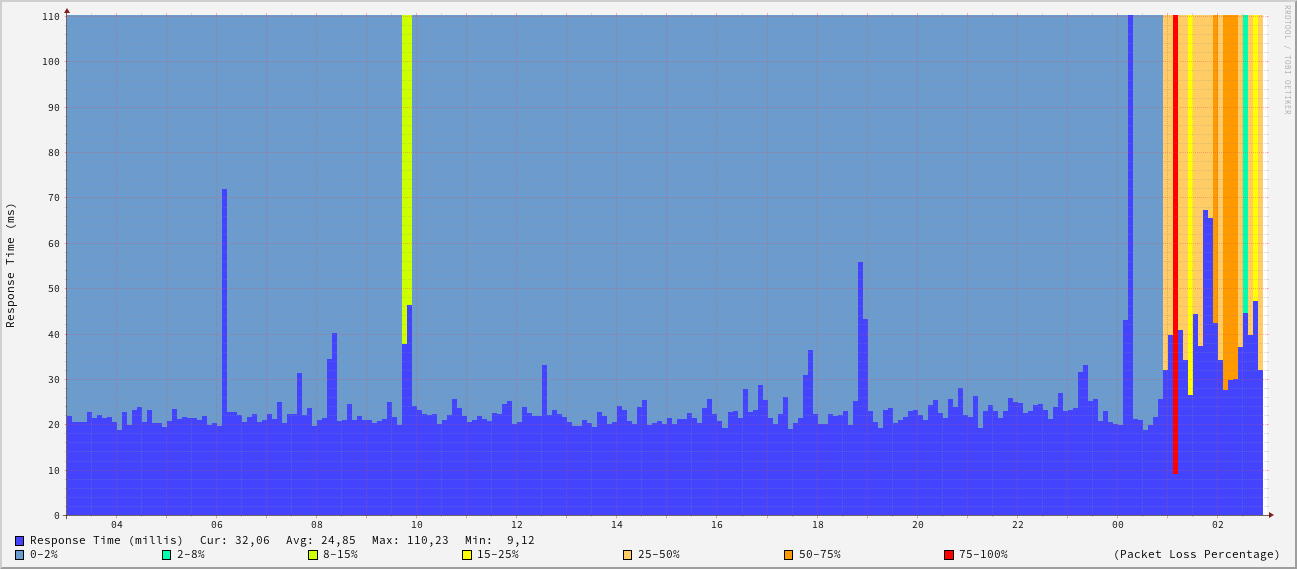 RRDTOOL / TOBI OETIKER
Response Time (ms)
110
100
90
80
70
60
50
40
30
20
10
0
04 06 08 10 12 14 16 18 20 22 00 02
Response Time (millis) Cur: 32,06 Avg: 24,85 Max: 110,23 Min: 9,12
0-2% 2-8% 8-15% 15-25% 25-50% 50-75% 75-100% (Packet Loss Percentage)